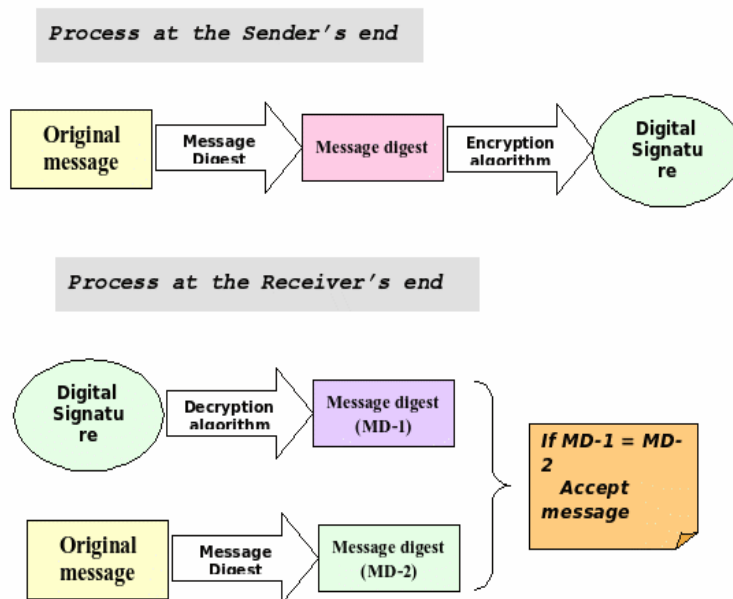 Process at the Sender's end
Original
message
Message
Digest
Message digest
Encryption
algorithm
Digital
Signatu
re
Process at the Receiver's end
Digital
Signatu
re
Decryption
algorithm
Message digest
(MD-1)
If MD-1 = MD-
2
Accept
message
Original
message
Message
Digest
Message digest
(MD-2)